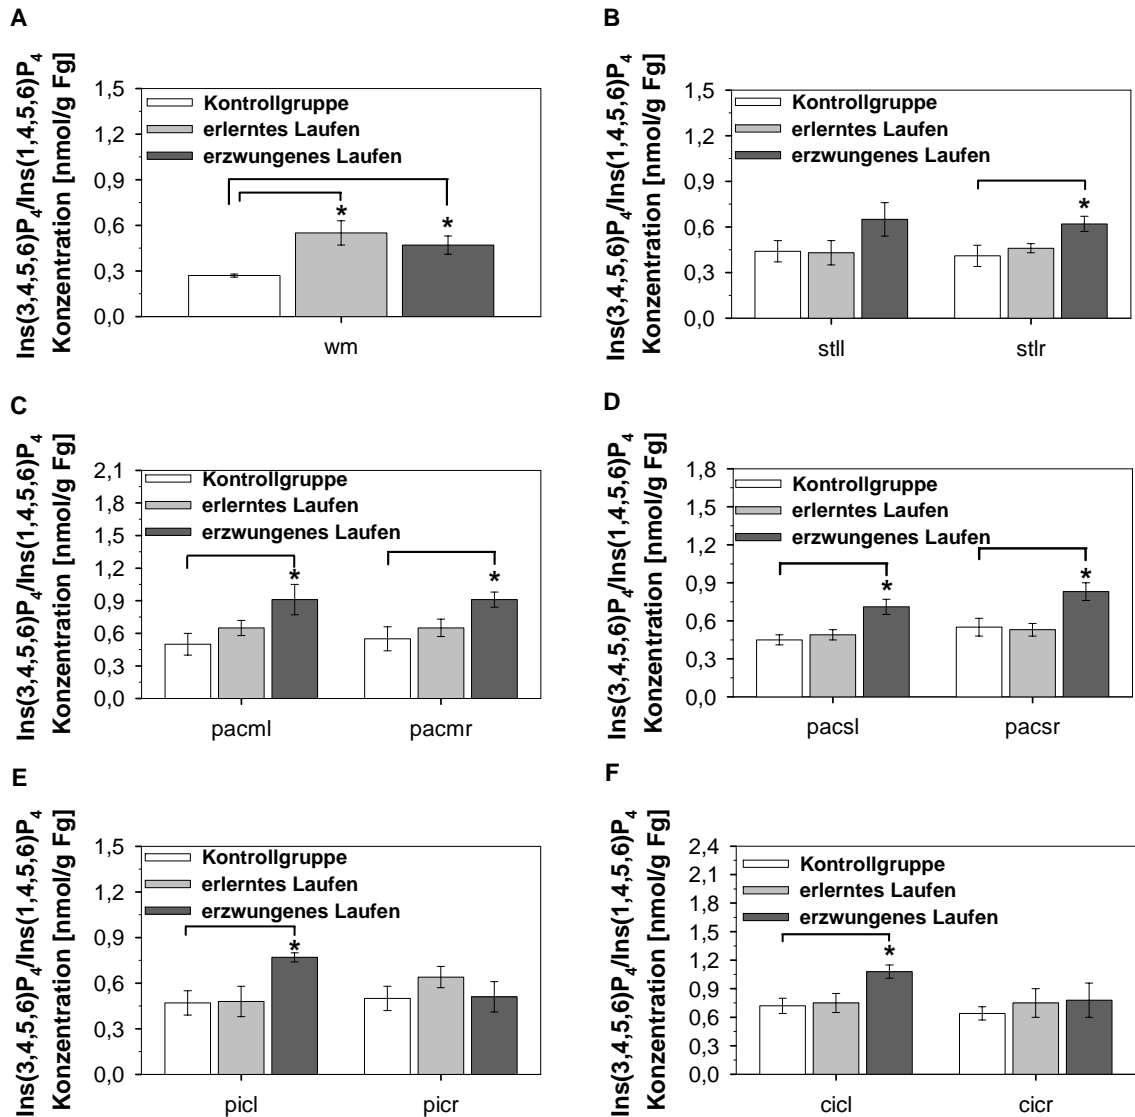 A
Ins(3,4,5,6)P4/Ins(1,4,5,6)P4
Konzentration [nmol/g Fg]
1,5
1,2
0,9
0,6
0,3
0,0
Kontrollgruppe
erlerntes Laufen
erzwungenes Laufen
*
*
wm
B
Ins(3,4,5,6)P4/Ins(1,4,5,6)P4
Konzentration [nmol/g Fg]
1,5
1,2
0,9
0,6
0,3
0,0
Kontrollgruppe
erlerntes Laufen
erzwungenes Laufen
*
stll
stlr
C
Ins(3,4,5,6)P4/Ins(1,4,5,6)P4
Konzentration [nmol/g Fg]
2,1
1,8
1,5
1,2
0,9
0,6
0,3
0,0
Kontrollgruppe
erlerntes Laufen
erzwungenes Laufen
*
*
pacml
pacmr
D
Ins(3,4,5,6)P4/Ins(1,4,5,6)P4
Konzentration [nmol/g Fg]
1,8
1,5
1,2
0,9
0,6
0,3
0,0
Kontrollgruppe
erlerntes Laufen
erzwungenes Laufen
*
*
pacsl
pacsr
E
Ins(3,4,5,6)P4/Ins(1,4,5,6)P4
Konzentration [nmol/g Fg]
1,5
1,2
0,9
0,6
0,3
0,0
Kontrollgruppe
erlerntes Laufen
erzwungenes Laufen
*
picl
picr
F
Ins(3,4,5,6)P4/Ins(1,4,5,6)P4
Konzentration [nmol/g Fg]
2,4
2,1
1,8
1,5
1,2
0,9
0,6
0,3
0,0
Kontrollgruppe
erlerntes Laufen
erzwungenes Laufen
*
cicl
cicr